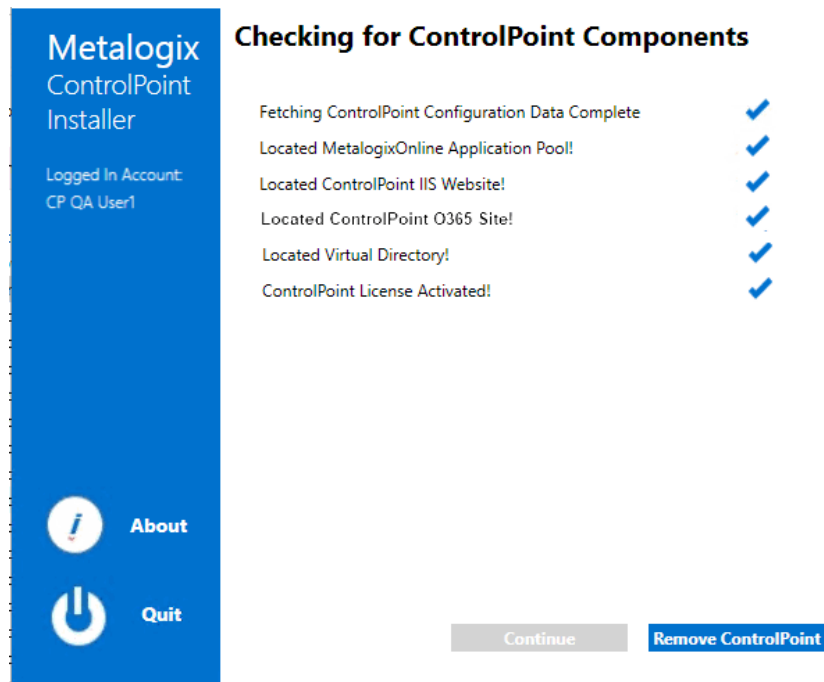 Metalogix
ControlPoint
Installer
Logged In Account:
CP QA User1
About
Quit
Checking for ControlPoint Components
Fetching ControlPoint Configuration Data Complete
Located MetalogixOnline Application Pool!
Located ControlPoint IIS Website!
Located ControlPoint O365 Site!
Located Virtual Directory!
ControlPoint License Activated!
Continue
Remove ControlPoint